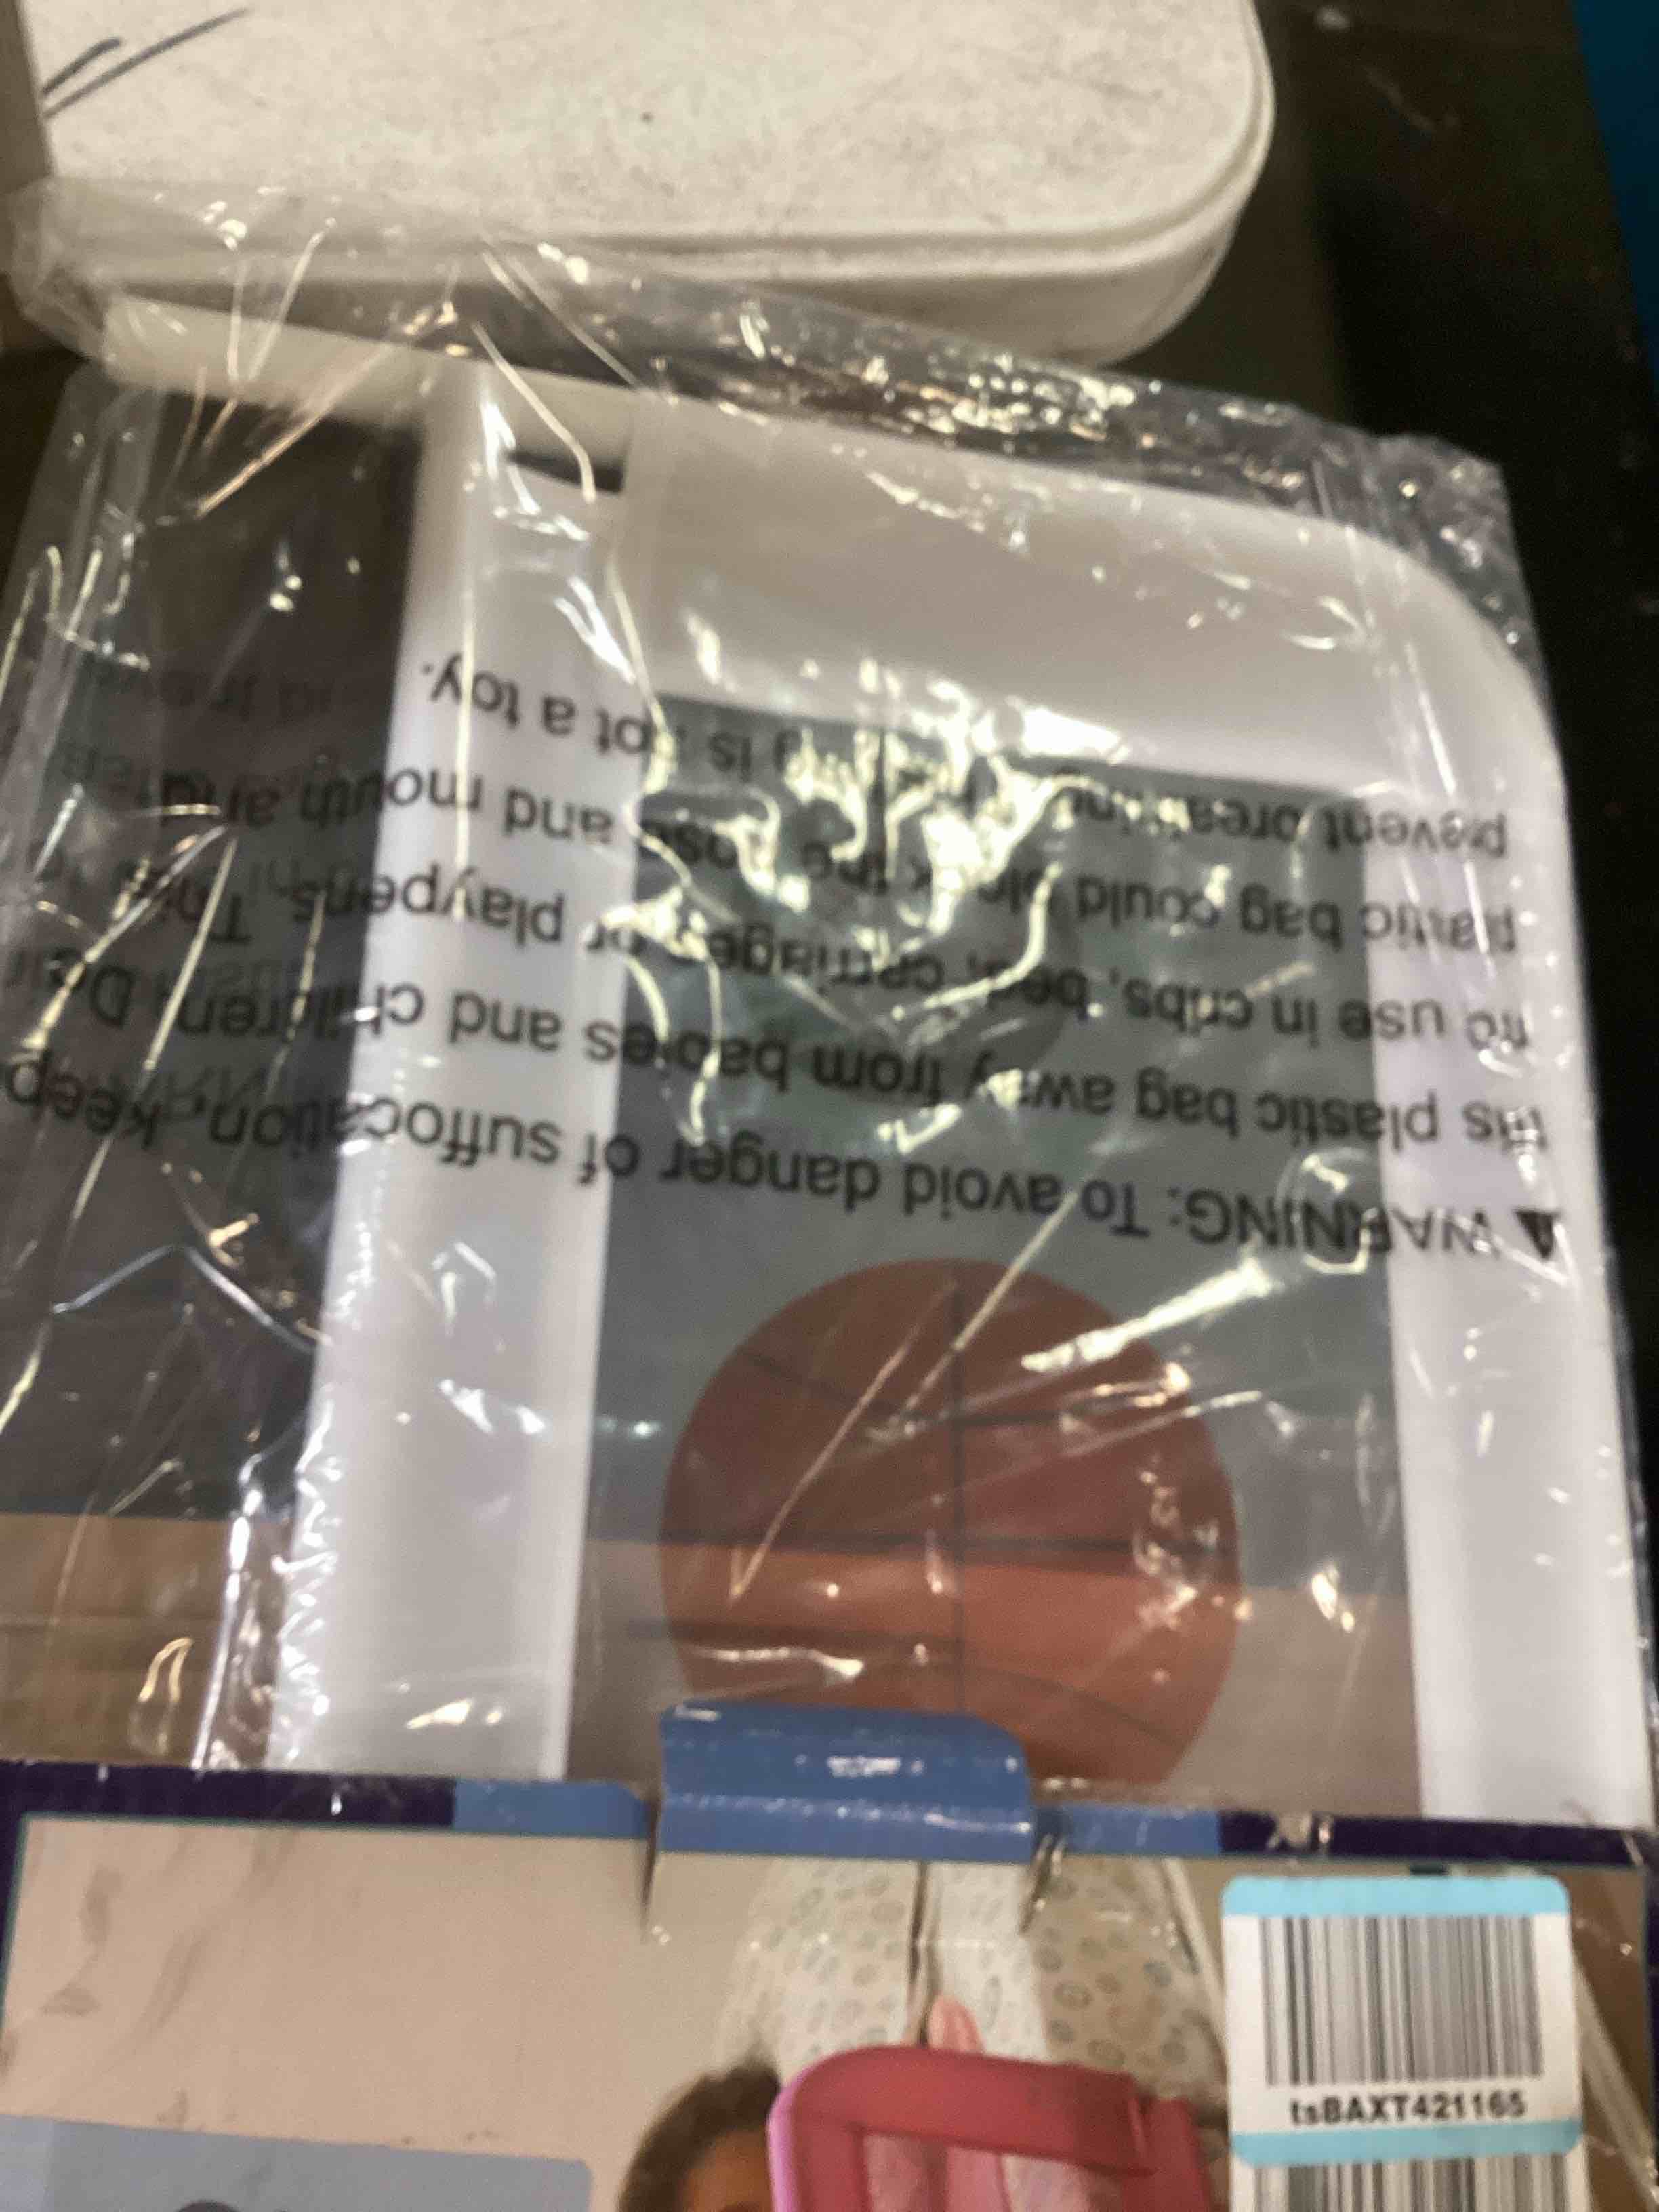 WARNING: To avoid danger of suffocation, keep
this plastic bag away from babies and children. Do
no use in cribs, beds, carriages or playpens. This
plastic bag could block the nose and mouth and
prevent breathing. bag is not a toy.
tsBAXT421165